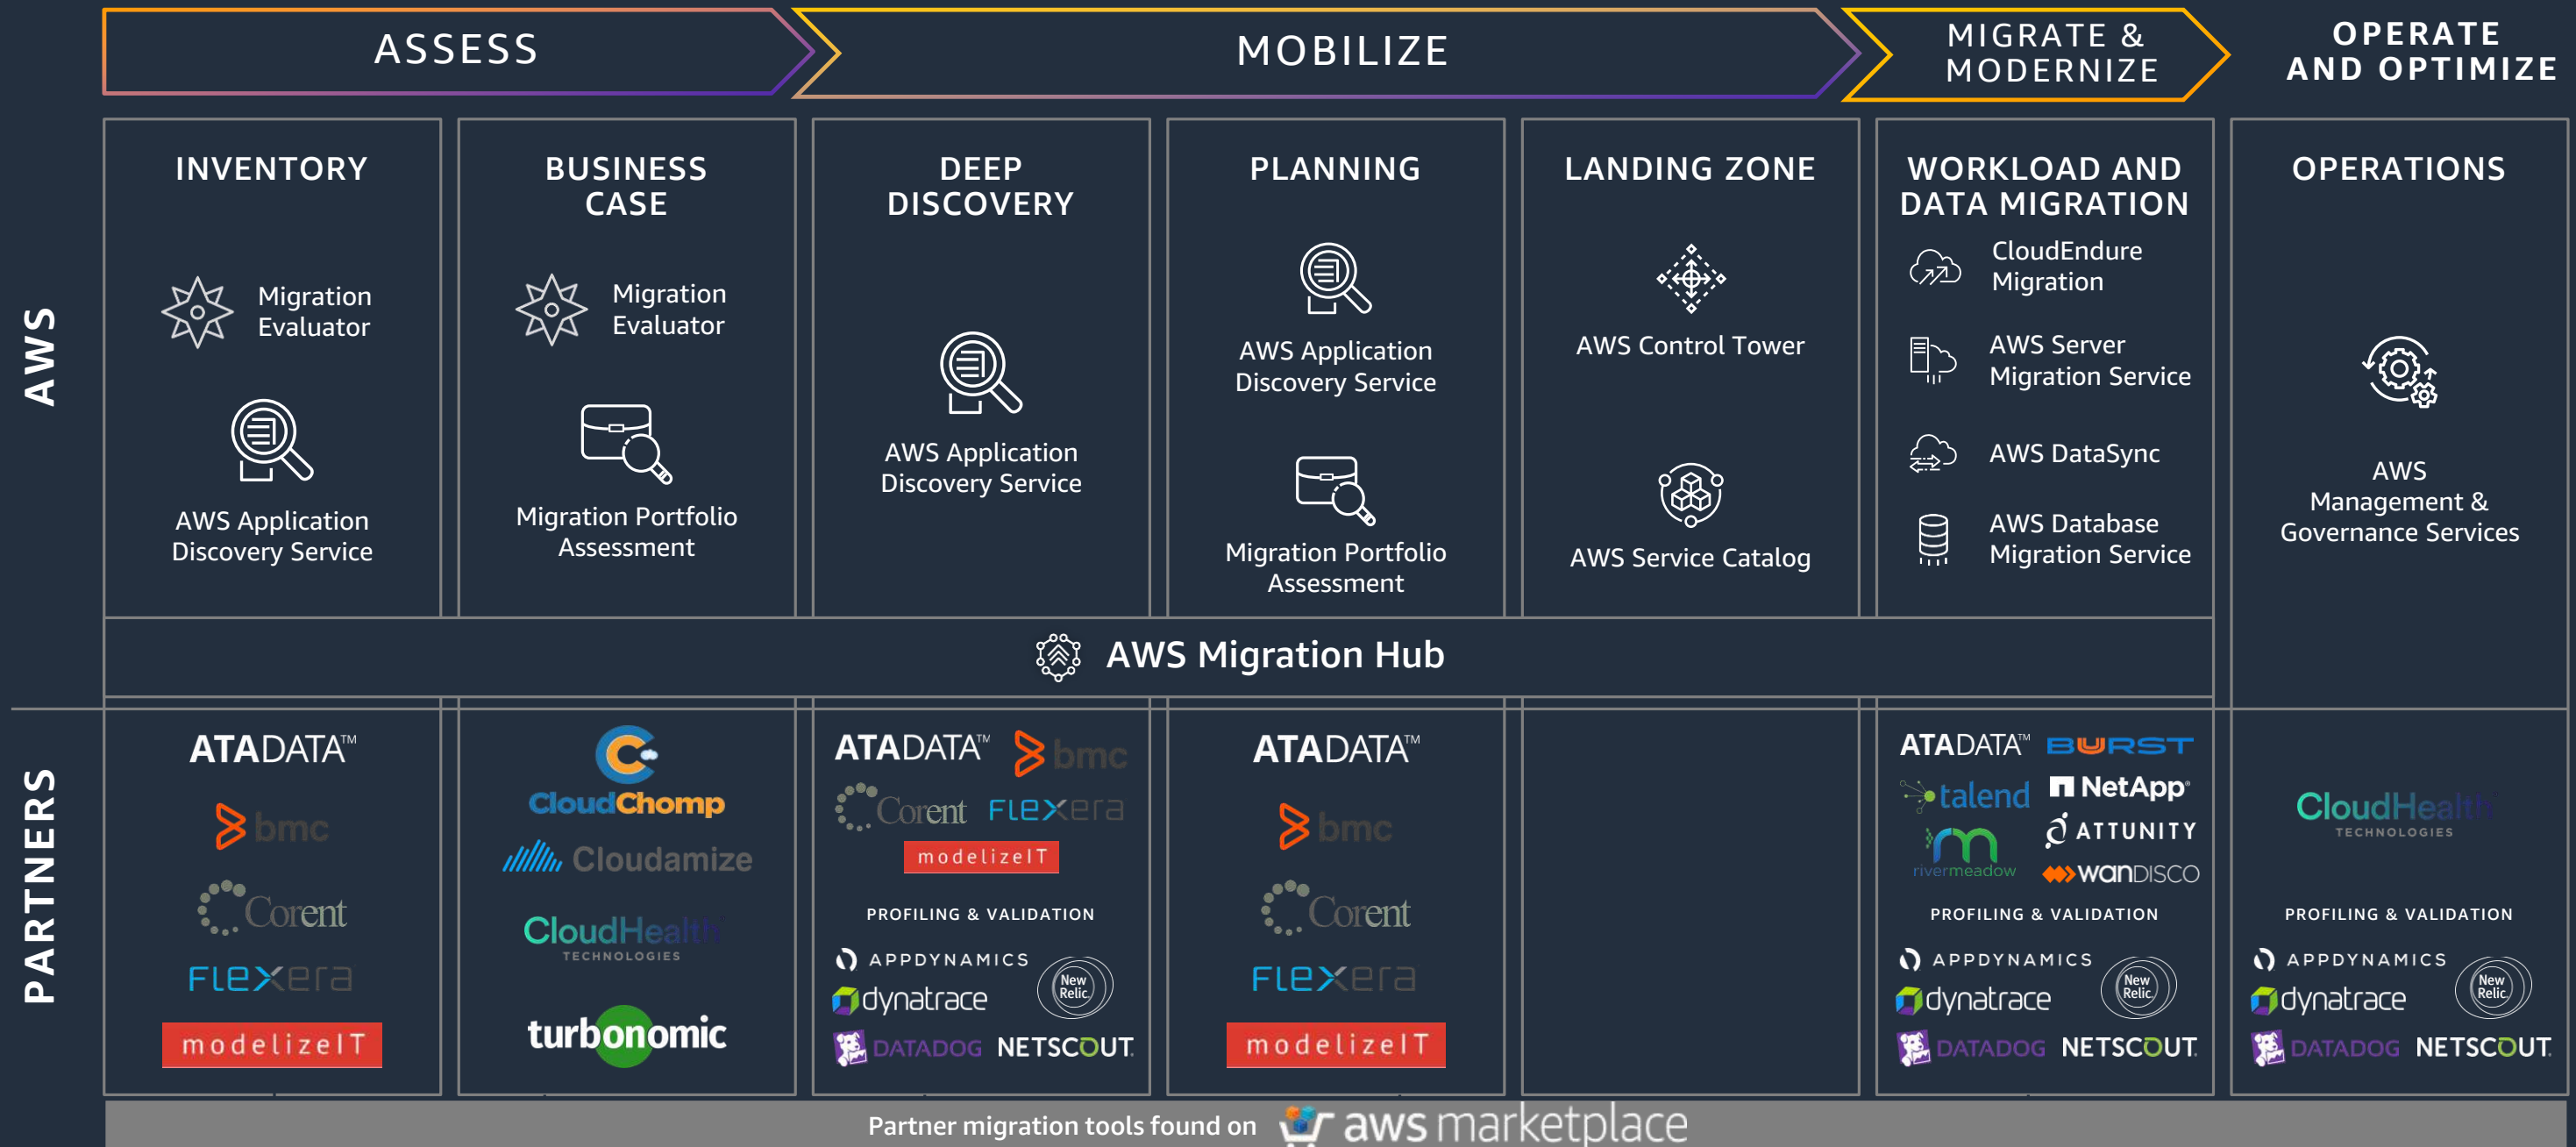 ASSESS
MOBILIZE
MIGRATE &
MODERNIZE
OPERATE
AND OPTIMIZE
AWS
INVENTORY
Migration
Evaluator
AWS Application
Discovery Service
BUSINESS
CASE
Migration
Evaluator
Migration Portfolio
Assessment
DEEP
DISCOVERY
AWS Application
Discovery Service
PLANNING
AWS Application
Discovery Service
Migration Portfolio
Assessment
LANDING ZONE
AWS Control Tower
AWS Service Catalog
WORKLOAD AND
DATA MIGRATION
CloudEndure
Migration
AWS Server
Migration Service
AWS DataSync
AWS Database
Migration Service
OPERATIONS
AWS
Management &
Governance Services
AWS Migration Hub
PARTNERS
ATADATA™
bmc
Corent
Flexera
modelizeIT
CloudChomp
Cloudamize
CloudHealth
TECHNOLOGIES
turbonomic
ATADATA™ bmc
Corent Flexera
modelizeIT
PROFILING & VALIDATION
APPDYNAMICS
New
Relic.
dynatrace
DATADOG NETSCOUT.
ATADATA™
bmc
Corent
Flexera
modelizeIT
ATADATA™ BURST
talend NetApp®
rivermeadow
ATTUNITY
WANDISCO
PROFILING & VALIDATION
APPDYNAMICS
New
Relic.
dynatrace
DATADOG NETSCOUT.
CloudHealth
TECHNOLOGIES
PROFILING & VALIDATION
APPDYNAMICS
New
Relic.
dynatrace
DATADOG NETSCOUT.
Partner migration tools found on aws marketplace